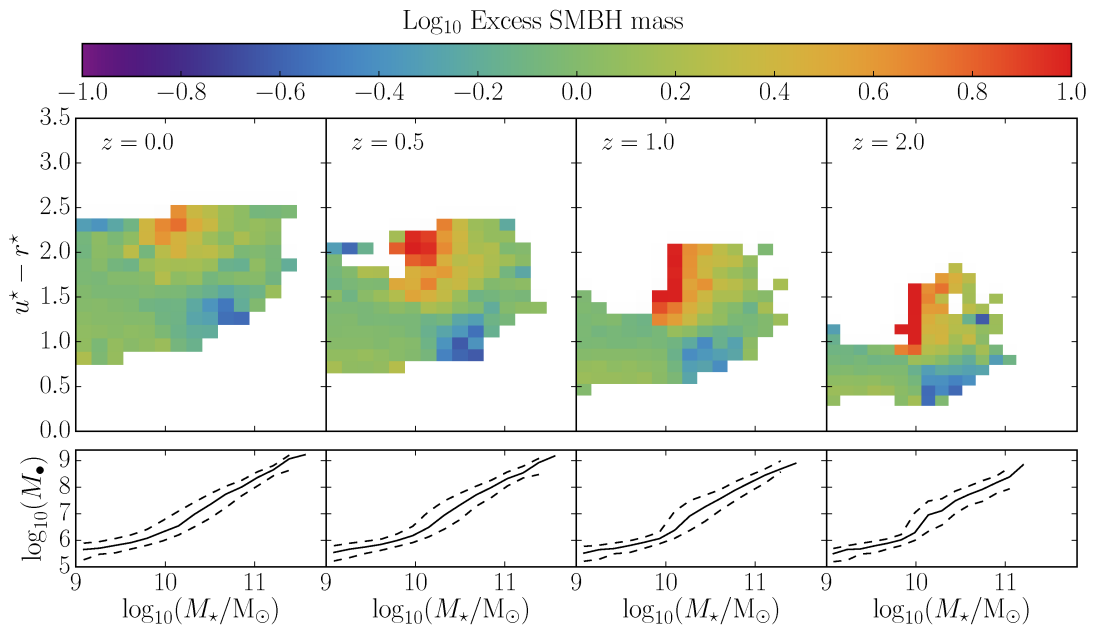 Log₁₀ Excess SMBH mass
−1.0 −0.8 −0.6 −0.4 −0.2 0.0 0.2 0.4 0.6 0.8 1.0
z = 0.0 z = 0.5 z = 1.0 z = 2.0
u* − r*
3.5
3.0
2.5
2.0
1.5
1.0
0.5
0.0
log₁₀(M•)
9
8
7
6
5
9 10 11 9 10 11 9 10 11 9 10 11
log₁₀(M⋆/M⊙) log₁₀(M⋆/M⊙) log₁₀(M⋆/M⊙) log₁₀(M⋆/M⊙)